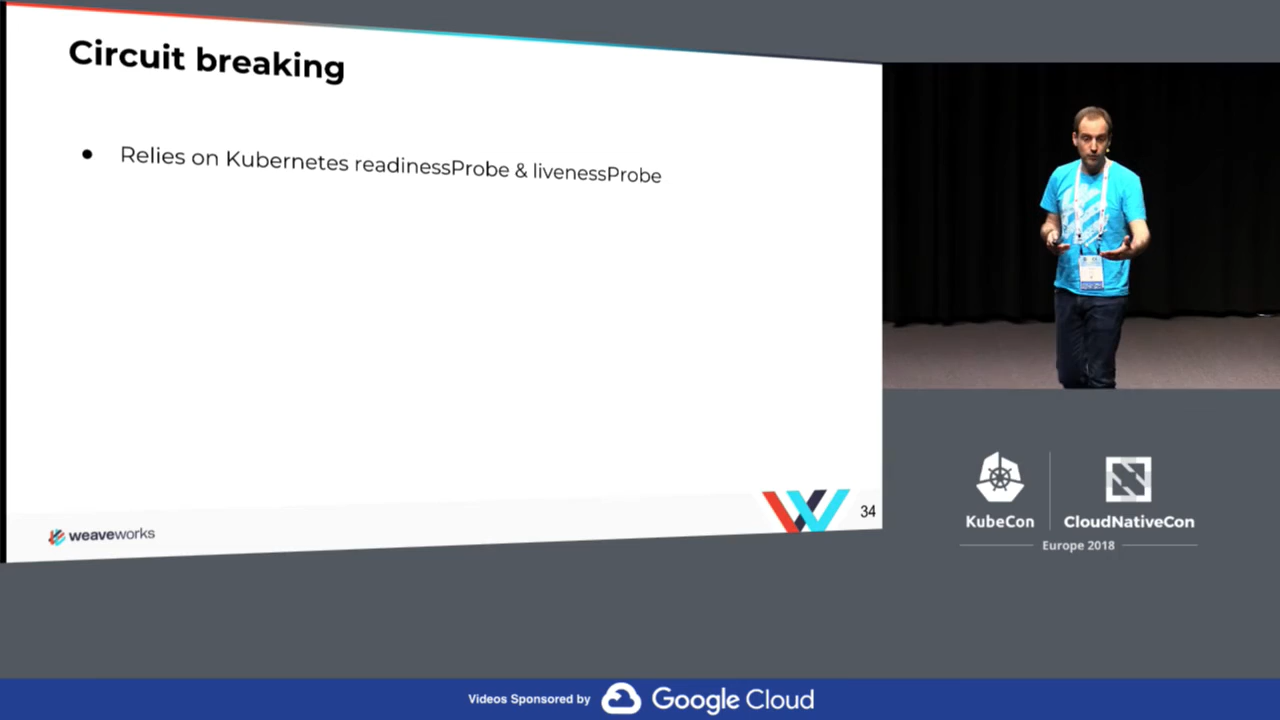 Circuit breaking
● Relies on Kubernetes readinessProbe & livenessProbe
weaveworks
34
KubeCon
CloudNativeCon
Europe 2018
Videos Sponsored by Google Cloud